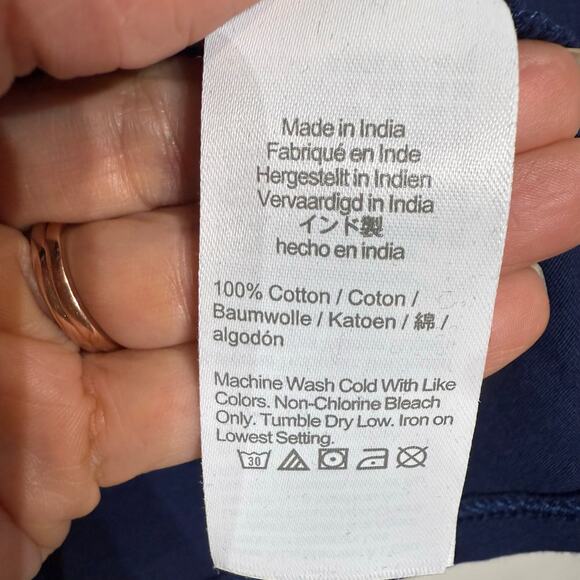 Made in India
Fabriqué en Inde
Hergestellt in Indien
Vervaardigd in India
インド製
hecho en india
100% Cotton / Coton /
Baumwolle / Katoen / 綿 /
algodón
Machine Wash Cold With Like
Colors. Non-Chlorine Bleach
Only. Tumble Dry Low. Iron on
Lowest Setting.
30